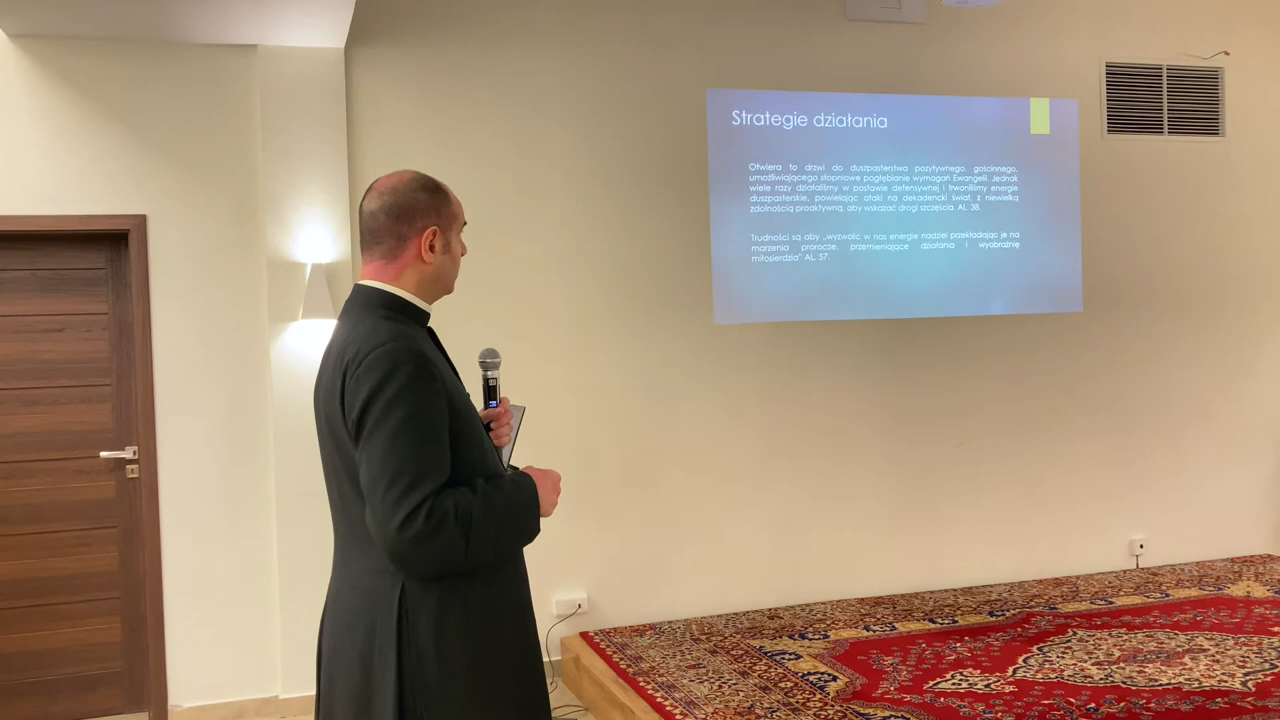 Strategie działania
Otwiera to drzwi do duszpasterstwa pozytywnego, gościnnego,
umożliwiającego stopniowe pogłębianie wymagań Ewangelii. Jednak
wiele razy działaliśmy w postawie defensywnej i trwoniliśmy energie
duszpasterskie, powielając ataki na dekadencki świat, z niewielką
zdolnością proaktywną, aby wskazać drogi szczęścia. AL. 38.
Trudności są aby „wyzwolić w nas energie nadziei przekładając je na
marzenia prorocze, przemieniające działania i wyobraźnię
miłosierdzia” AL. 57.